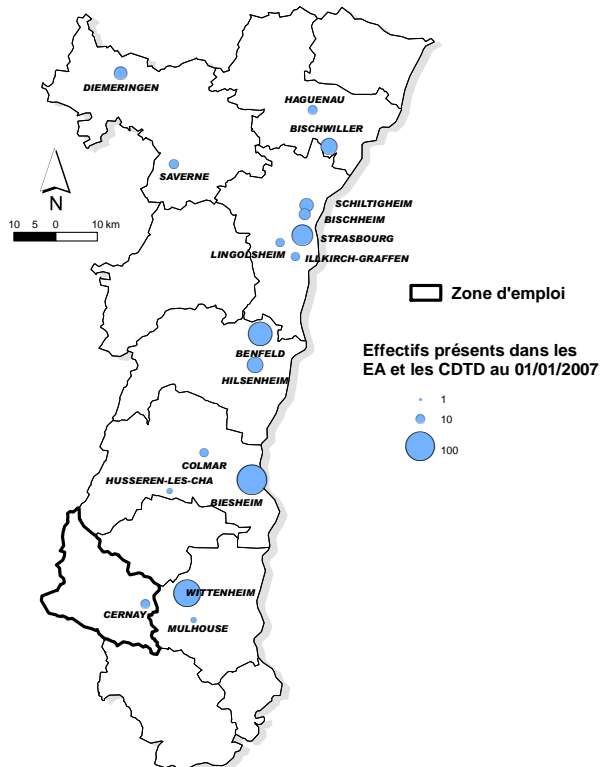 DIEMERINGEN
HAGUENAU
BISCHWILLER
SAVERNE
N
10 5 0 10 km
SCHILTIGHEIM
BISCHHEIM
STRASBOURG
LINGOLSHEIM
ILLKIRCH-GRAFFEN
Zone d'emploi
BENFELD
HILSENHEIM
Effectifs présents dans les
EA et les CDTD au 01/01/2007
1
10
100
COLMAR
HUSSEREN-LES-CHA
BIESHEIM
WITTENHEIM
CERNAY
MULHOUSE